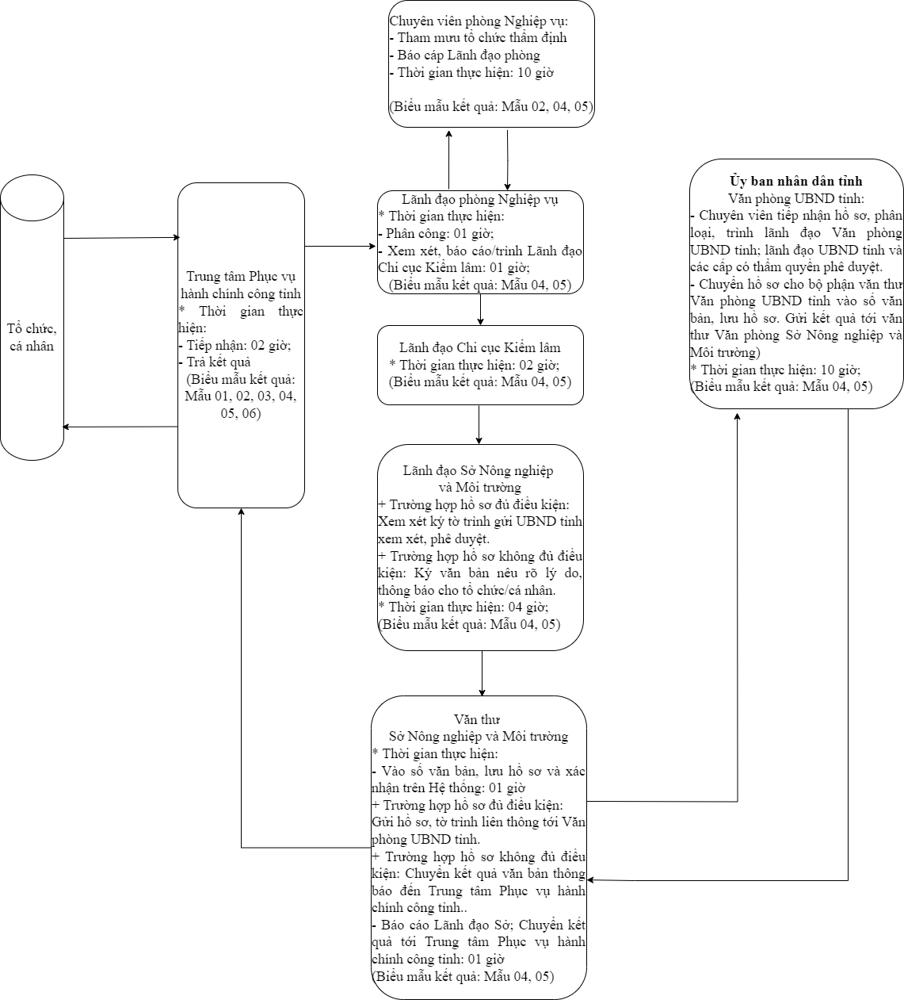 Chuyên viên phòng Nghiệp vụ:
- Tham mưu tổ chức thẩm định
- Báo cáp Lãnh đạo phòng
- Thời gian thực hiện: 10 giờ
(Biểu mẫu kết quả: Mẫu 02, 04, 05)
Tổ chức,
cá nhân
Trung tâm Phục vụ
hành chính công tỉnh
* Thời gian thực
hiện:
- Tiếp nhận: 02 giờ;
- Trả kết quả
(Biểu mẫu kết quả:
Mẫu 01, 02, 03, 04,
05, 06)
Lãnh đạo phòng Nghiệp vụ
* Thời gian thực hiện:
- Phân công: 01 giờ;
- Xem xét, báo cáo/trình Lãnh đạo
Chi cục Kiểm lâm: 01 giờ;
(Biểu mẫu kết quả: Mẫu 04, 05)
Lãnh đạo Chi cục Kiểm lâm
* Thời gian thực hiện: 02 giờ;
(Biểu mẫu kết quả: Mẫu 04, 05)
Lãnh đạo Sở Nông nghiệp
và Môi trường
+ Trường hợp hồ sơ đủ điều kiện:
Xem xét ký tờ trình gửi UBND tỉnh
xem xét, phê duyệt.
+ Trường hợp hồ sơ không đủ điều
kiện: Ký văn bản nêu rõ lý do,
thông báo cho tổ chức/cá nhân.
* Thời gian thực hiện: 04 giờ;
(Biểu mẫu kết quả: Mẫu 04, 05)
Văn thư
Sở Nông nghiệp và Môi trường
* Thời gian thực hiện:
- Vào số văn bản, lưu hồ sơ và xác
nhận trên Hệ thống: 01 giờ
+ Trường hợp hồ sơ đủ điều kiện:
Gửi hồ sơ, tờ trình liên thông tới Văn
phòng UBND tỉnh.
+ Trường hợp hồ sơ không đủ điều
kiện: Chuyển kết quả văn bản thông
báo đến Trung tâm Phục vụ hành
chính công tỉnh..
- Báo cáo Lãnh đạo Sở; Chuyển kết
quả tới Trung tâm Phục vụ hành
chính công tỉnh: 01 giờ
(Biểu mẫu kết quả: Mẫu 04, 05)
Ủy ban nhân dân tỉnh
Văn phòng UBND tỉnh:
- Chuyên viên tiếp nhận hồ sơ, phân
loại, trình lãnh đạo Văn phòng
UBND tỉnh; lãnh đạo UBND tỉnh và
các cấp có thẩm quyền phê duyệt.
- Chuyển hồ sơ cho bộ phận văn thư
Văn phòng UBND tỉnh vào số văn
bản, lưu hồ sơ. Gửi kết quả tới văn
thư Văn phòng Sở Nông nghiệp và
Môi trường)
* Thời gian thực hiện: 10 giờ;
(Biểu mẫu kết quả: Mẫu 04, 05)